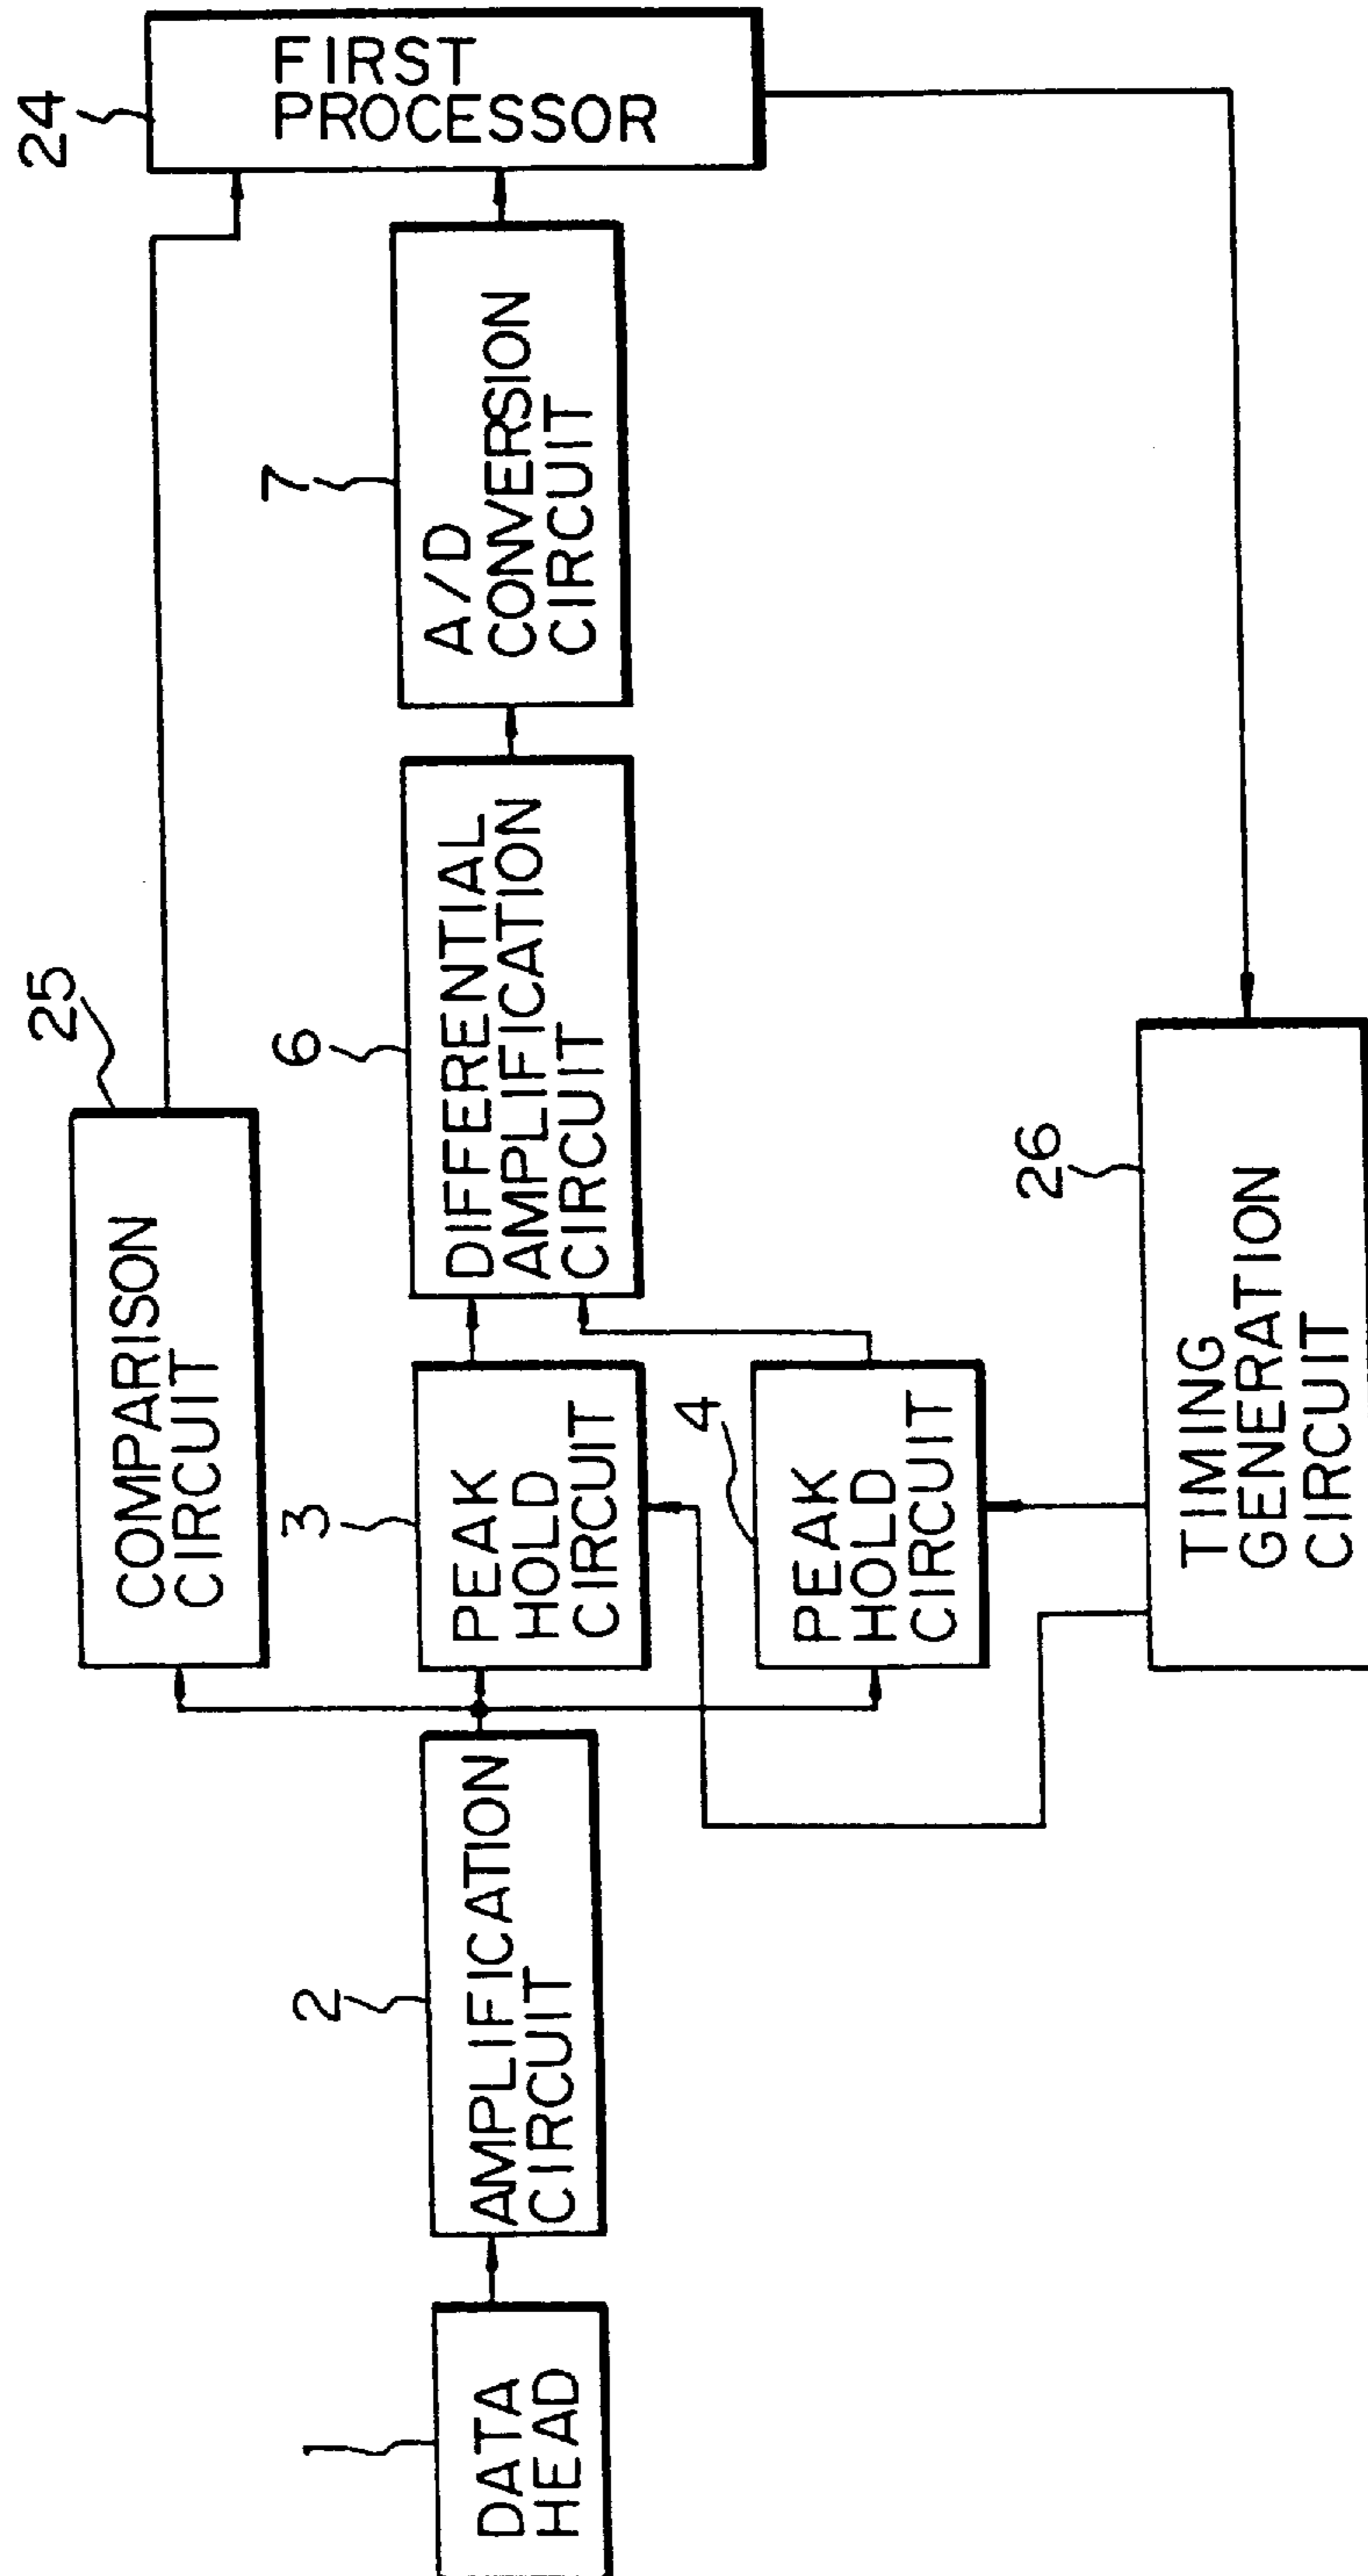 1
DATA
HEAD
2
AMPLIFICATION
CIRCUIT
25
COMPARISON
CIRCUIT
3
PEAK
HOLD
CIRCUIT
4
PEAK
HOLD
CIRCUIT
6
DIFFERENTIAL
AMPLIFICATION
CIRCUIT
7
A/D
CONVERSION
CIRCUIT
24
FIRST
PROCESSOR
26
TIMING
GENERATION
CIRCUIT